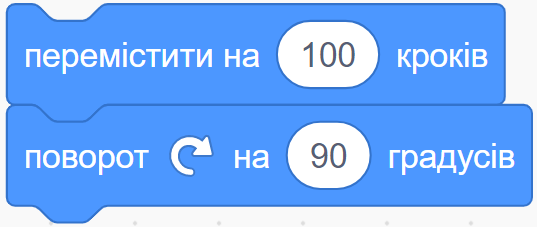 перемістити на 100 кроків
поворот на 90 градусів